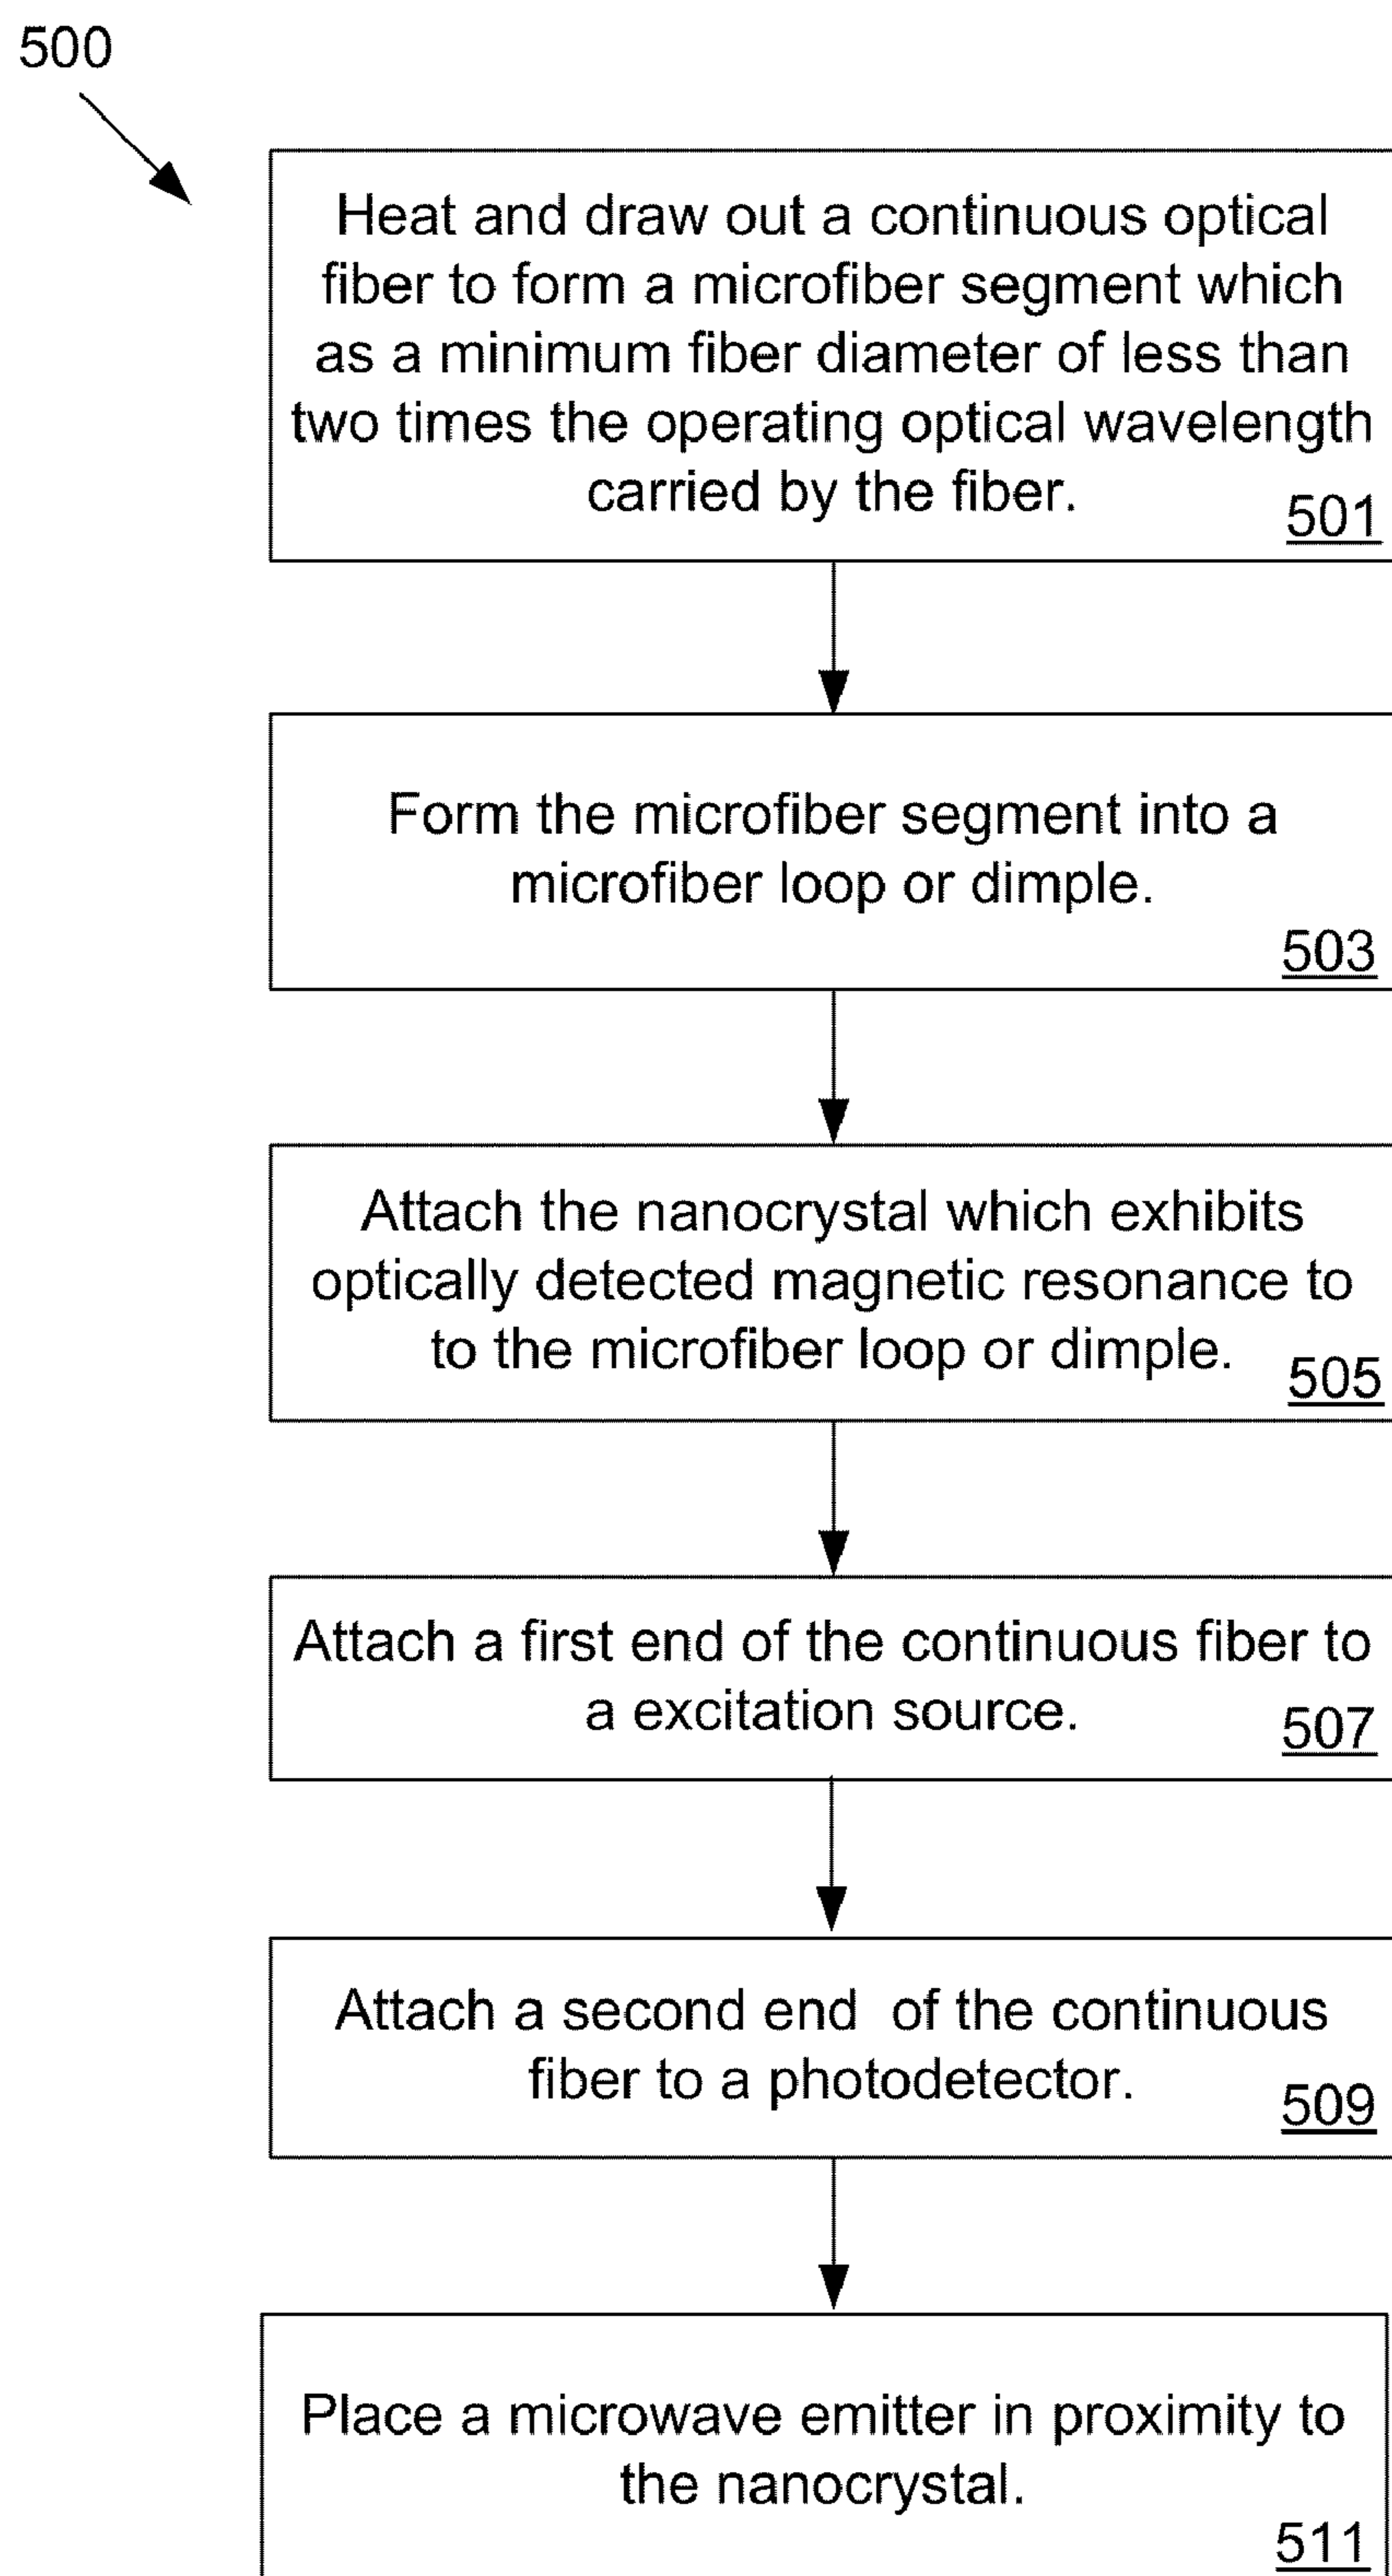 500
Heat and draw out a continuous optical
fiber to form a microfiber segment which
as a minimum fiber diameter of less than
two times the operating optical wavelength
carried by the fiber.
501
Form the microfiber segment into a
microfiber loop or dimple.
503
Attach the nanocrystal which exhibits
optically detected magnetic resonance to
to the microfiber loop or dimple.
505
Attach a first end of the continuous fiber to
a excitation source.
507
Attach a second end  of the continuous
fiber to a photodetector.
509
Place a microwave emitter in proximity to
the nanocrystal.
511